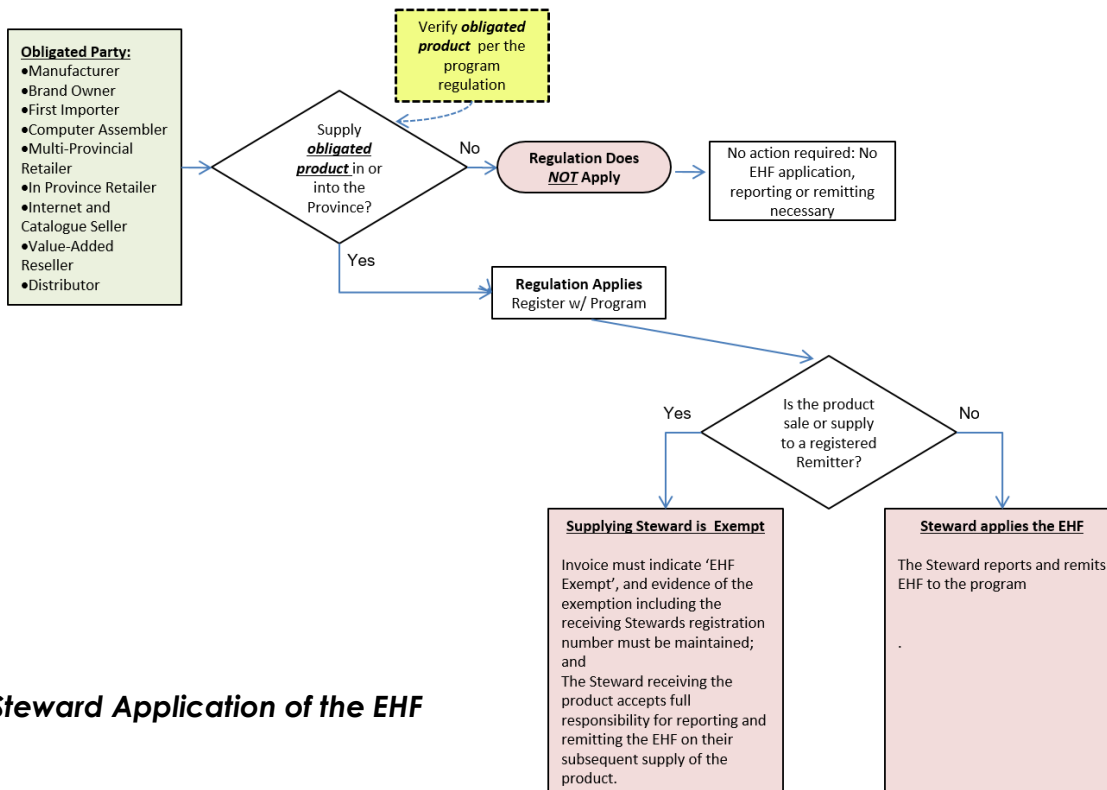 Verify obligated
product per the
program
regulation
Obligated Party:
•Manufacturer
•Brand Owner
•First Importer
•Computer Assembler
•Multi-Provincial
Retailer
•In Province Retailer
•Internet and
Catalogue Seller
•Value-Added
Reseller
•Distributor
Supply
obligated
product in or
into the
Province?
No
Regulation Does
NOT Apply
No action required: No
EHF application,
reporting or remitting
necessary
Yes
Regulation Applies
Register w/ Program
Is the product
sale or supply
to a registered
Remitter?
Yes
No
Supplying Steward is Exempt
Invoice must indicate ‘EHF
Exempt’, and evidence of the
exemption including the
receiving Stewards registration
number must be maintained;
and
The Steward receiving the
product accepts full
responsibility for reporting and
remitting the EHF on their
subsequent supply of the
product.
Steward applies the EHF
The Steward reports and remits
EHF to the program
.
Steward Application of the EHF